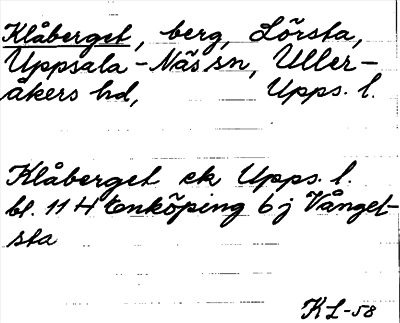 Klåberget, berg, Lörsta,
Uppsala-Näs sn, Uller-
åkers hd, Upps. l.
Klåberget ek Upps. l.
bl. 11 H Enköping 6 j Vånget-
sta
KL-58